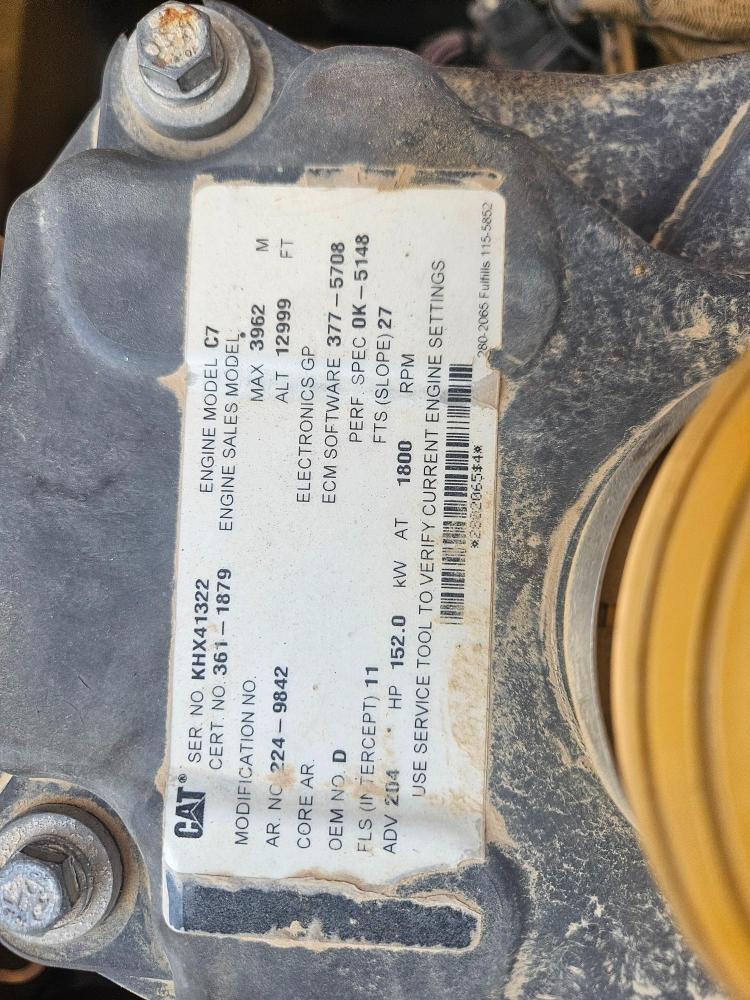 CAT®
SER. NO. KHX41322 ENGINE MODEL C7
CERT. NO. 361-1879 ENGINE SALES MODEL
MODIFICATION NO. MAX 3962 M
AR. NO. 224-9842 ALT 12999 FT
CORE AR. ELECTRONICS GP
OEM NO. D ECM SOFTWARE 377-5708
FLS (INTERCEPT) 11 PERF. SPEC 0K-5148
FTS (SLOPE) 27
ADV 204 HP 152.0 kW AT 1800 RPM
USE SERVICE TOOL TO VERIFY CURRENT ENGINE SETTINGS
*2802065$4*
280-2065 Fulfills 115-5852